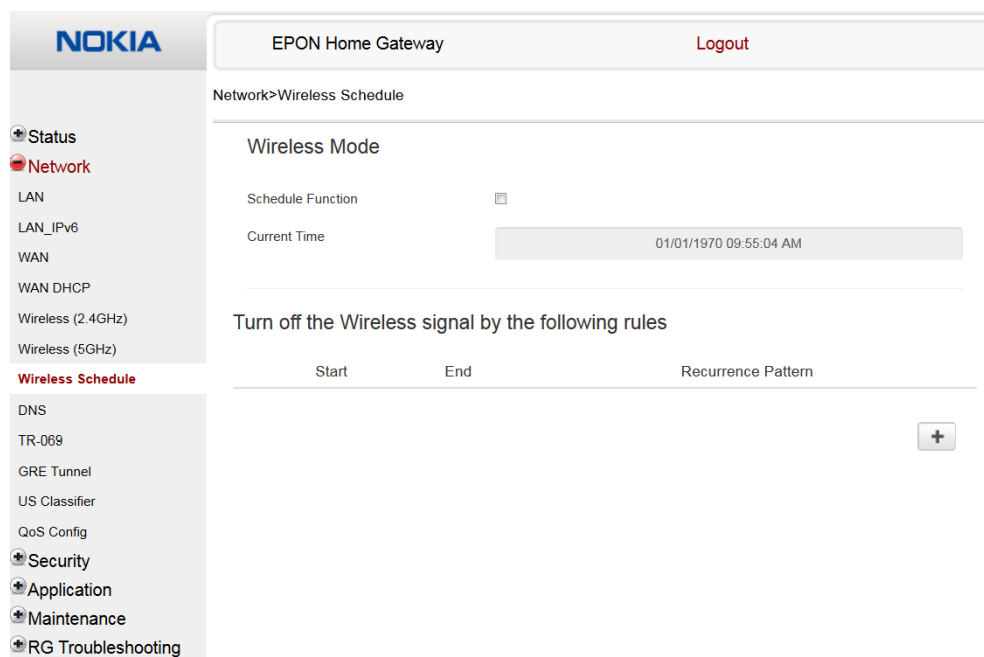 NOKIA
EPON Home Gateway
Logout
Network>Wireless Schedule
Status
Network
LAN
LAN_IPv6
WAN
WAN DHCP
Wireless (2.4GHz)
Wireless (5GHz)
Wireless Schedule
DNS
TR-069
GRE Tunnel
US Classifier
QoS Config
Security
Application
Maintenance
RG Troubleshooting
Wireless Mode
Schedule Function
Current Time 01/01/1970 09:55:04 AM
Turn off the Wireless signal by the following rules
Start End Recurrence Pattern
+